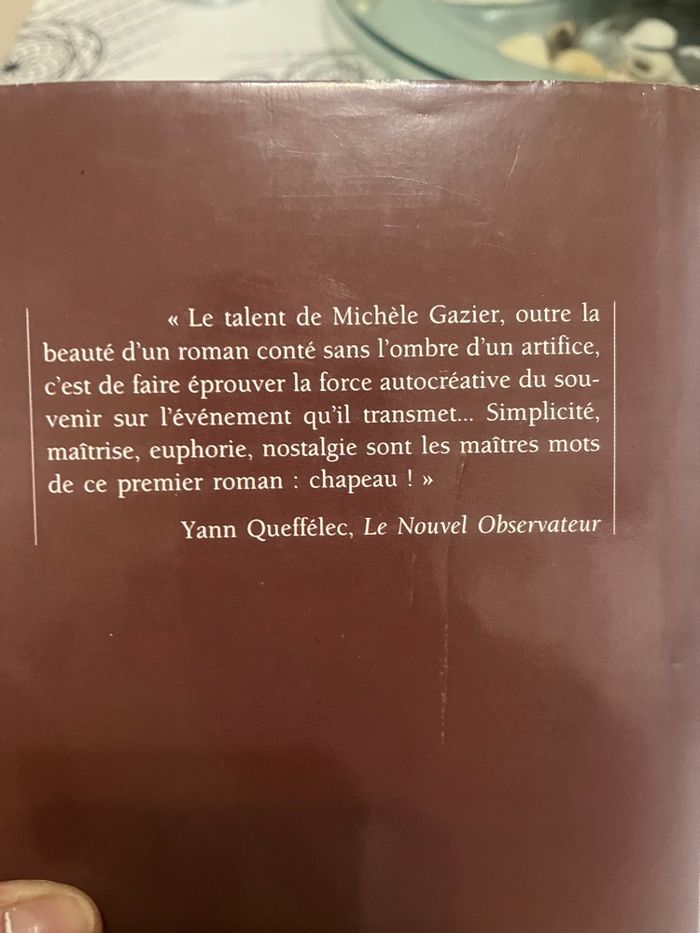 « Le talent de Michèle Gazier, outre la
beauté d'un roman conté sans l'ombre d'un artifice,
c'est de faire éprouver la force autocréative du sou-
venir sur l'événement qu'il transmet... Simplicité,
maîtrise, euphorie, nostalgie sont les maîtres mots
de ce premier roman : chapeau ! »
Yann Queffélec, Le Nouvel Observateur